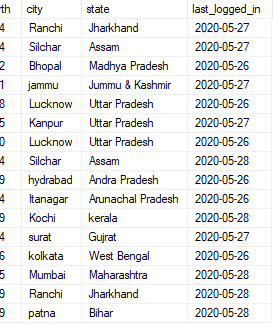 rth city state last_logged_in
4 Ranchi Jharkhand 2020-05-27
4 Silchar Assam 2020-05-27
2 Bhopal Madhya Pradesh 2020-05-26
1 jammu Jummu & Kashmir 2020-05-27
8 Lucknow Uttar Pradesh 2020-05-26
5 Kanpur Uttar Pradesh 2020-05-27
0 Lucknow Uttar Pradesh 2020-05-26
4 Silchar Assam 2020-05-28
9 hydrabad Andra Pradesh 2020-05-26
4 Itanagar Arunachal Pradesh 2020-05-26
9 Kochi kerala 2020-05-28
4 surat Gujrat 2020-05-27
6 kolkata West Bengal 2020-05-26
5 Mumbai Maharashtra 2020-05-28
9 Ranchi Jharkhand 2020-05-28
9 patna Bihar 2020-05-28